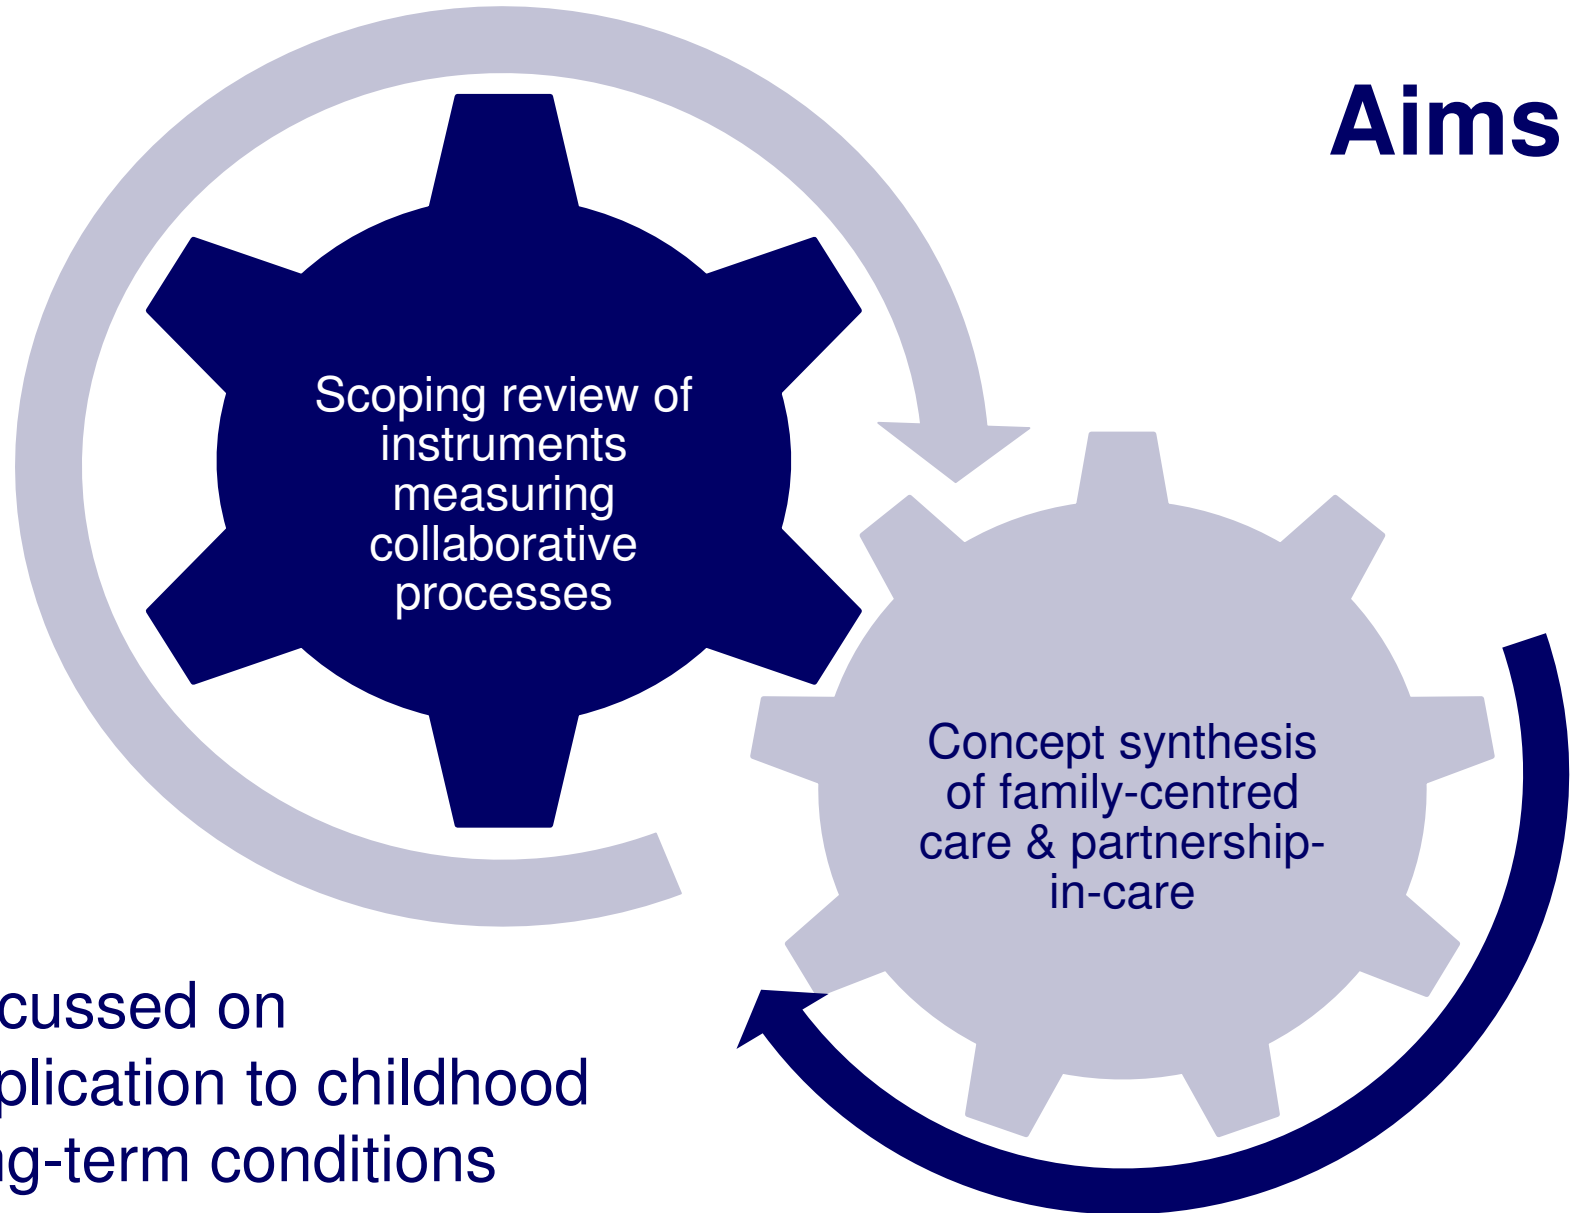 Aims
Scoping review of
instruments
measuring
collaborative
processes
Concept synthesis
of family-centred
care & partnership-
in-care
cussed on
plication to childhood
ng-term conditions